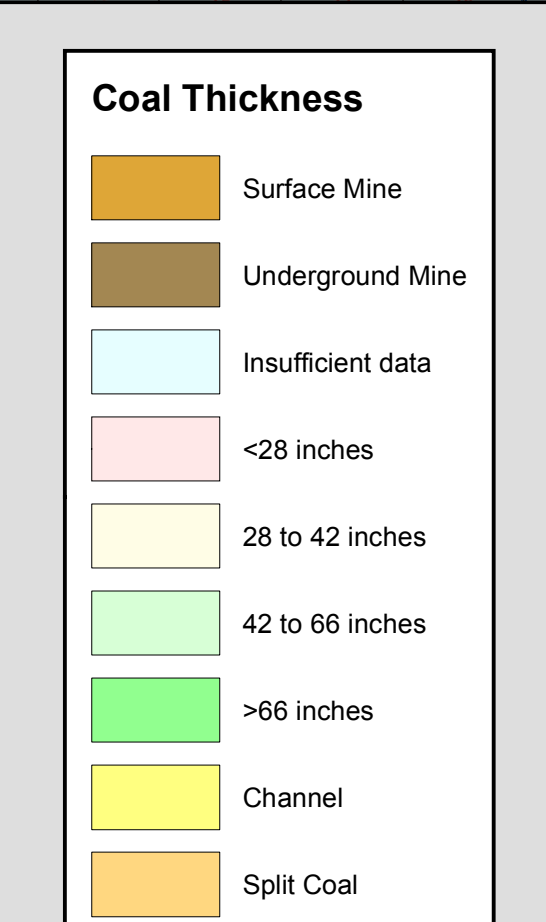 Coal Thickness
Surface Mine
Underground Mine
Insufficient data
<28 inches
28 to 42 inches
42 to 66 inches
>66 inches
Channel
Split Coal